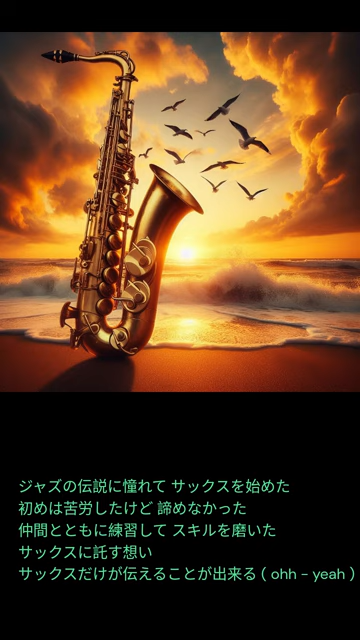 ジャズの伝説に憧れて サックスを始めた
初めは苦労したけど 諦めなかった
仲間とともに練習して スキルを磨いた
サックスに託す想い
サックスだけが伝えることが出来る ( ohh - yeah )